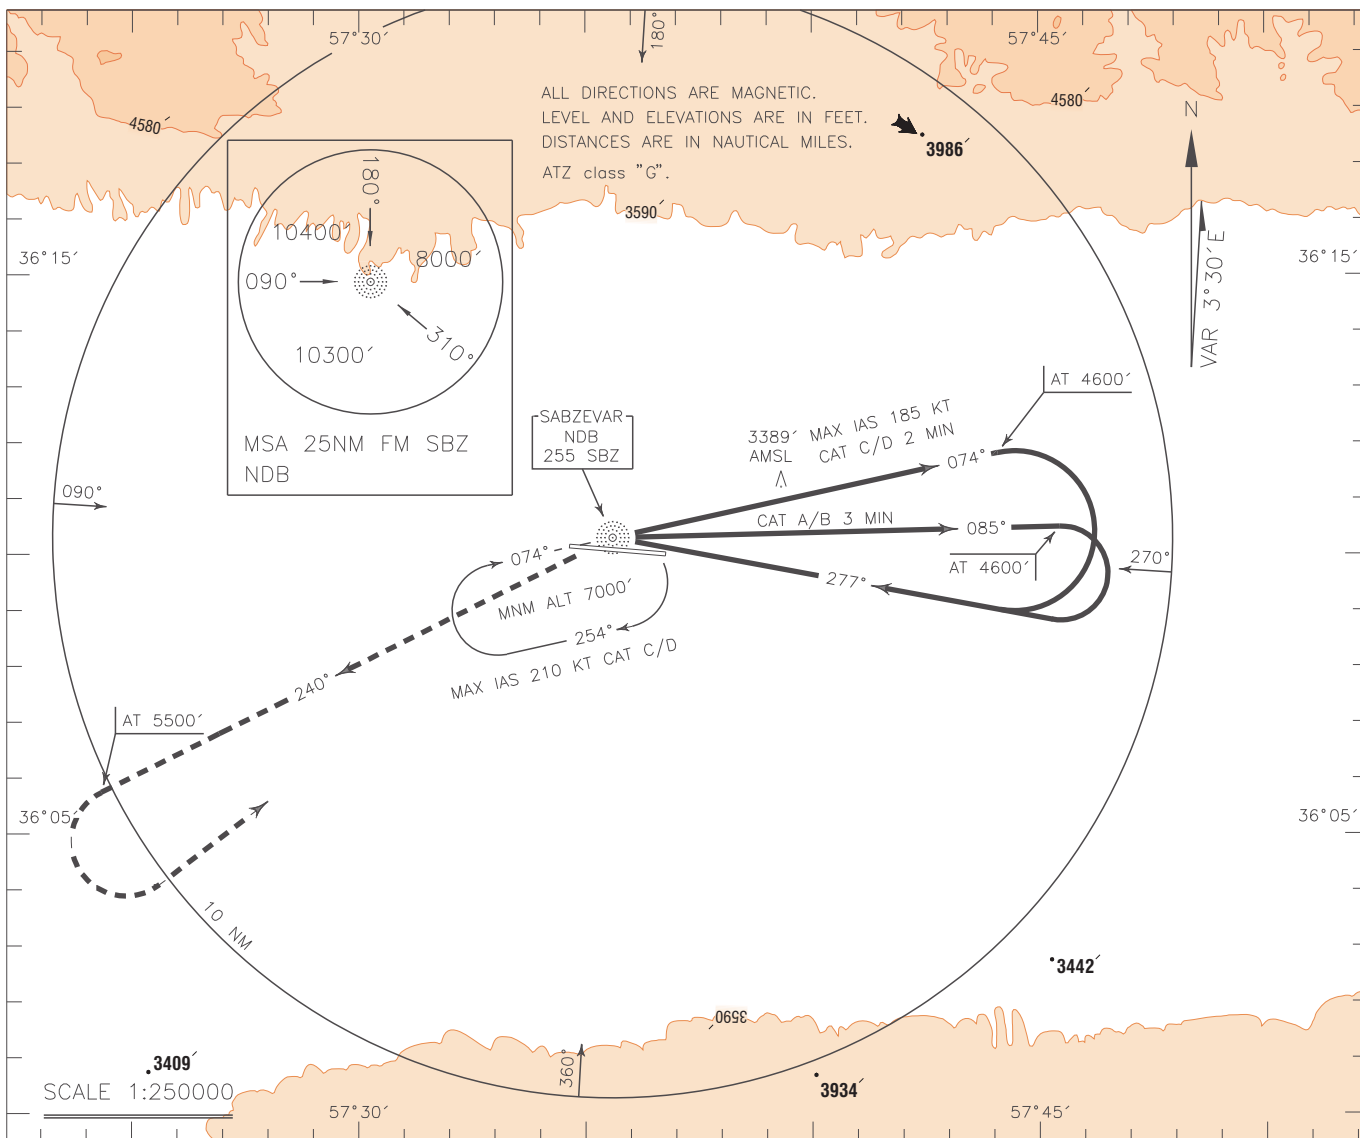 57°30´
180°
57°45´
ALL DIRECTIONS ARE MAGNETIC.
LEVEL AND ELEVATIONS ARE IN FEET.
DISTANCES ARE IN NAUTICAL MILES.
ATZ class "G".
4580´
4580´
3986´
N
VAR 3°30´E
3590´
36°15´
36°15´
180°
10400´
8000´
090°
310°
10300´
MSA 25NM FM SBZ
NDB
AT 4600´
SABZEVAR
NDB
255 SBZ
3389´
AMSL
MAX IAS 185 KT
CAT C/D 2 MIN
074°
090°
CAT A/B 3 MIN
085°
AT 4600´
270°
074°
277°
MNM ALT 7000´
254°
MAX IAS 210 KT CAT C/D
240°
AT 5500´
36°05´
36°05´
10 NM
3442´
3590´
3409´
360°
3934´
SCALE 1:250000
57°30´
57°45´